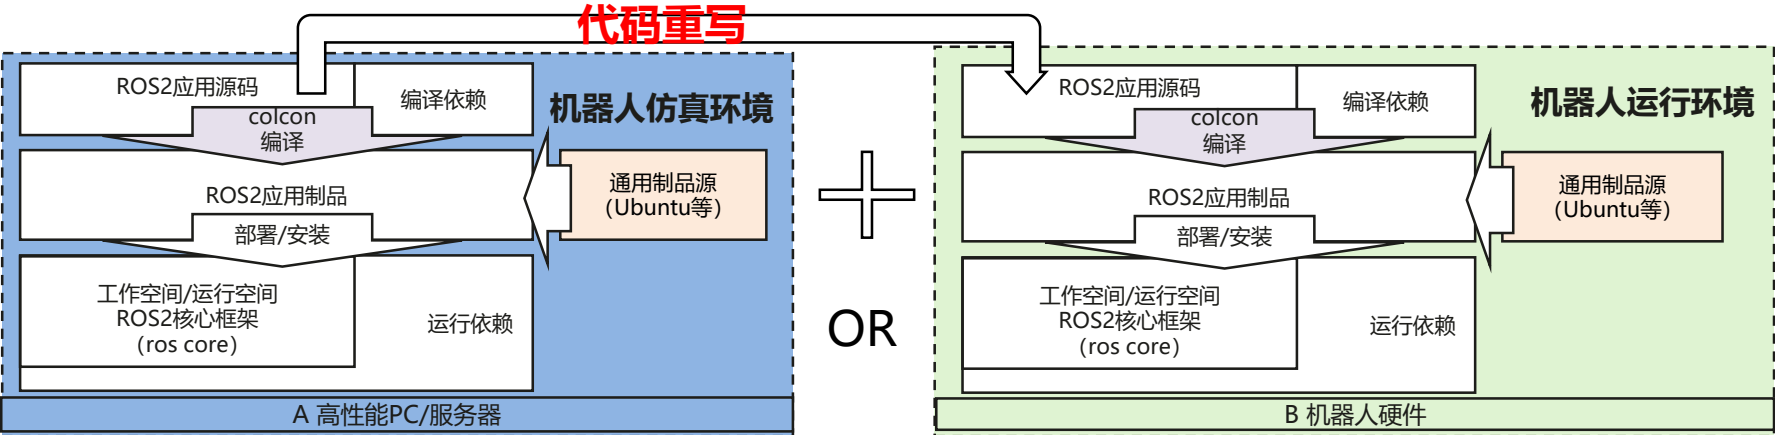 代码重写
ROS2应用源码
编译依赖
colcon
编译
机器人仿真环境
ROS2应用制品
通用制品源
（Ubuntu等）
部署/安装
工作空间/运行空间
ROS2核心框架
（ros core）
运行依赖
A 高性能PC/服务器
OR
ROS2应用源码
编译依赖
colcon
编译
机器人运行环境
ROS2应用制品
通用制品源
（Ubuntu等）
部署/安装
工作空间/运行空间
ROS2核心框架
（ros core）
运行依赖
B 机器人硬件